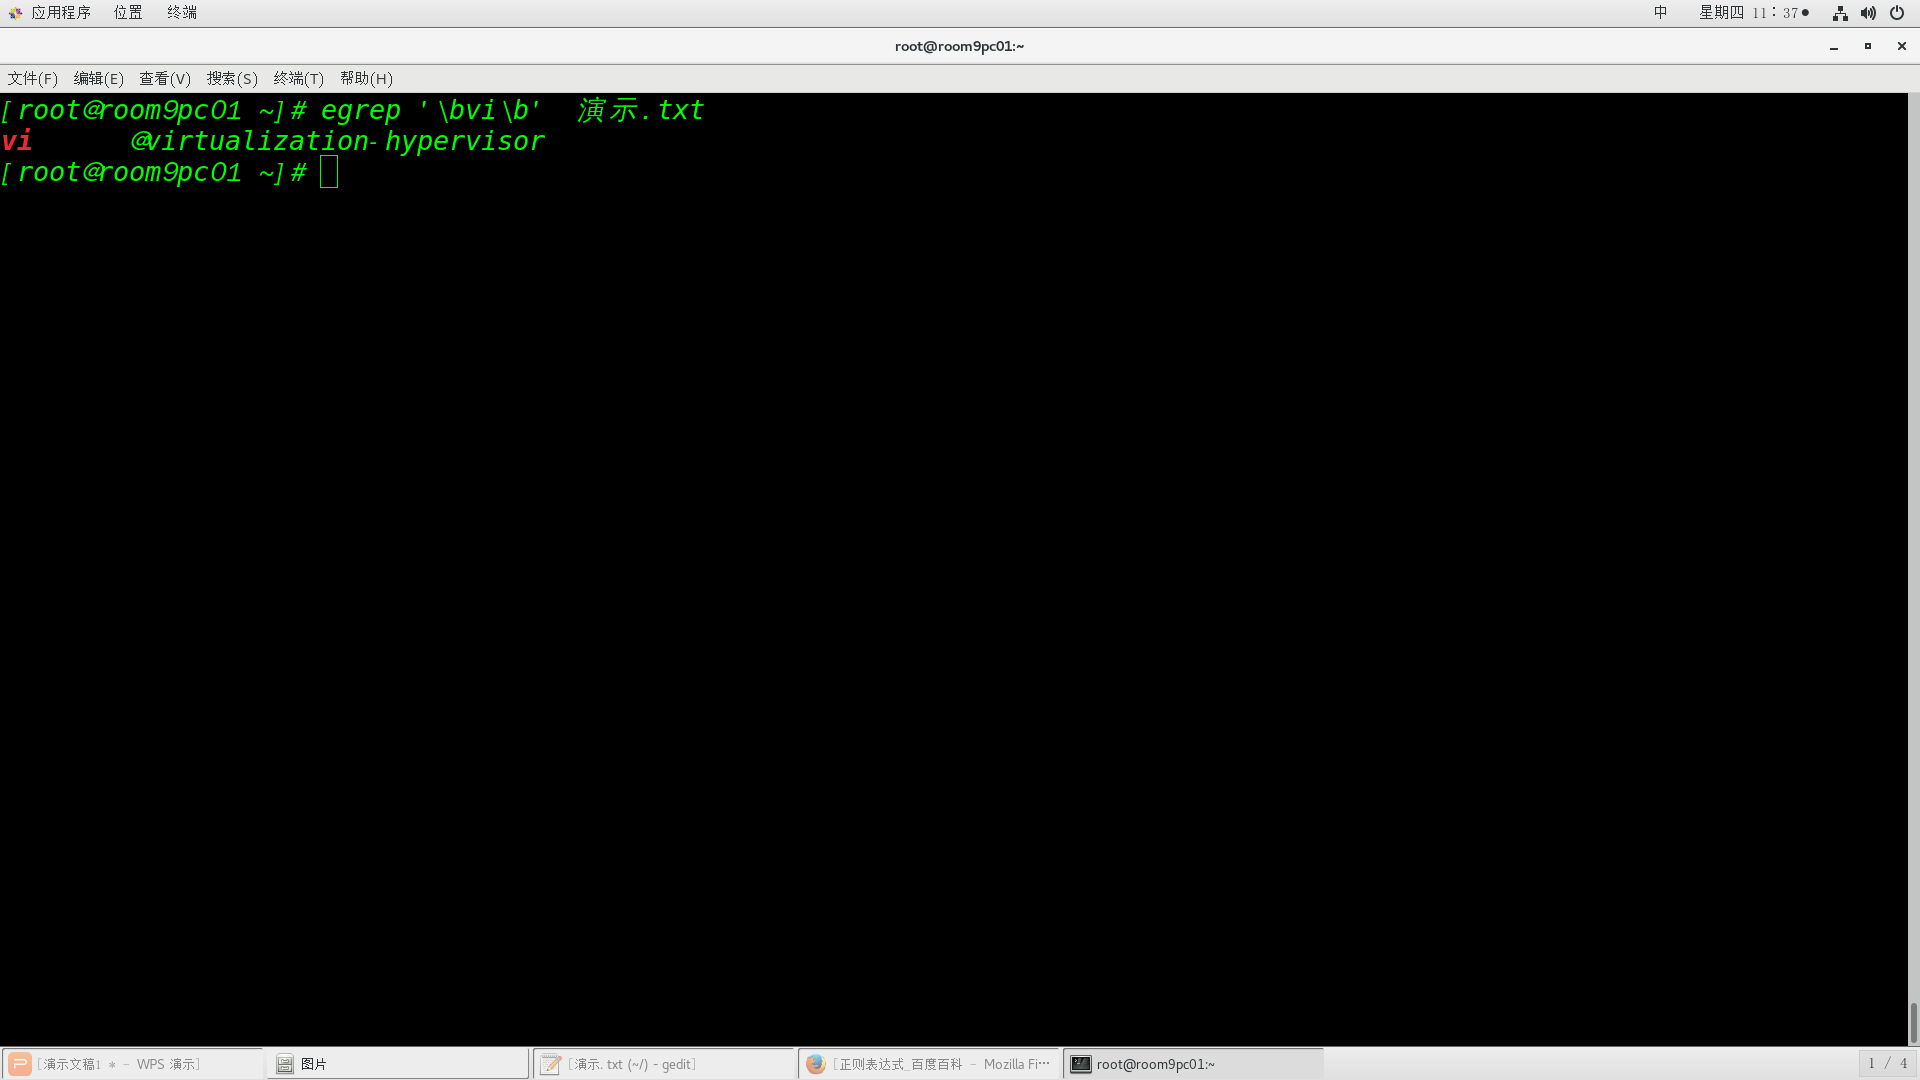 应用程序 位置 终端 中 星期四 11：37●
root@room9pc01:~
文件(F) 编辑(E) 查看(V) 搜索(S) 终端(T) 帮助(H)
[root@room9pc01 ~]# egrep '\bvi\b'  演示.txt
vi      @virtualization-hypervisor
[root@room9pc01 ~]#
[演示文稿1 * - WPS 演示] 图片 [演示.txt (~/) - gedit] [正则表达式_百度百科 - Mozilla Fi… root@room9pc01:~ 1 / 4